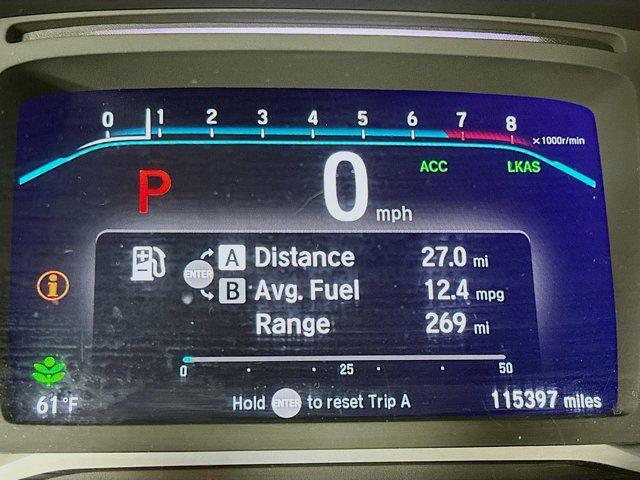 0 1 2 3 4 5 6 7 8 x1000r/min
P 0 mph ACC LKAS
ENTER A Distance 27.0 mi
B Avg. Fuel 12.4 mpg
Range 269 mi
i
0 25 50
61°F Hold ENTER to reset Trip A 115397 miles